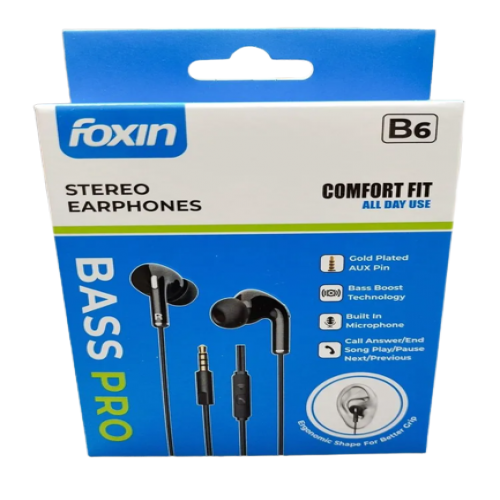 foxin
B6
STEREO
EARPHONES
COMFORT FIT
ALL DAY USE
BASS PRO
Gold Plated
AUX Pin
Bass Boost
Technology
Built In
Microphone
Call Answer/End
Song Play/Pause
Next/Previous
R
Ergonomic Shape For Better Grip